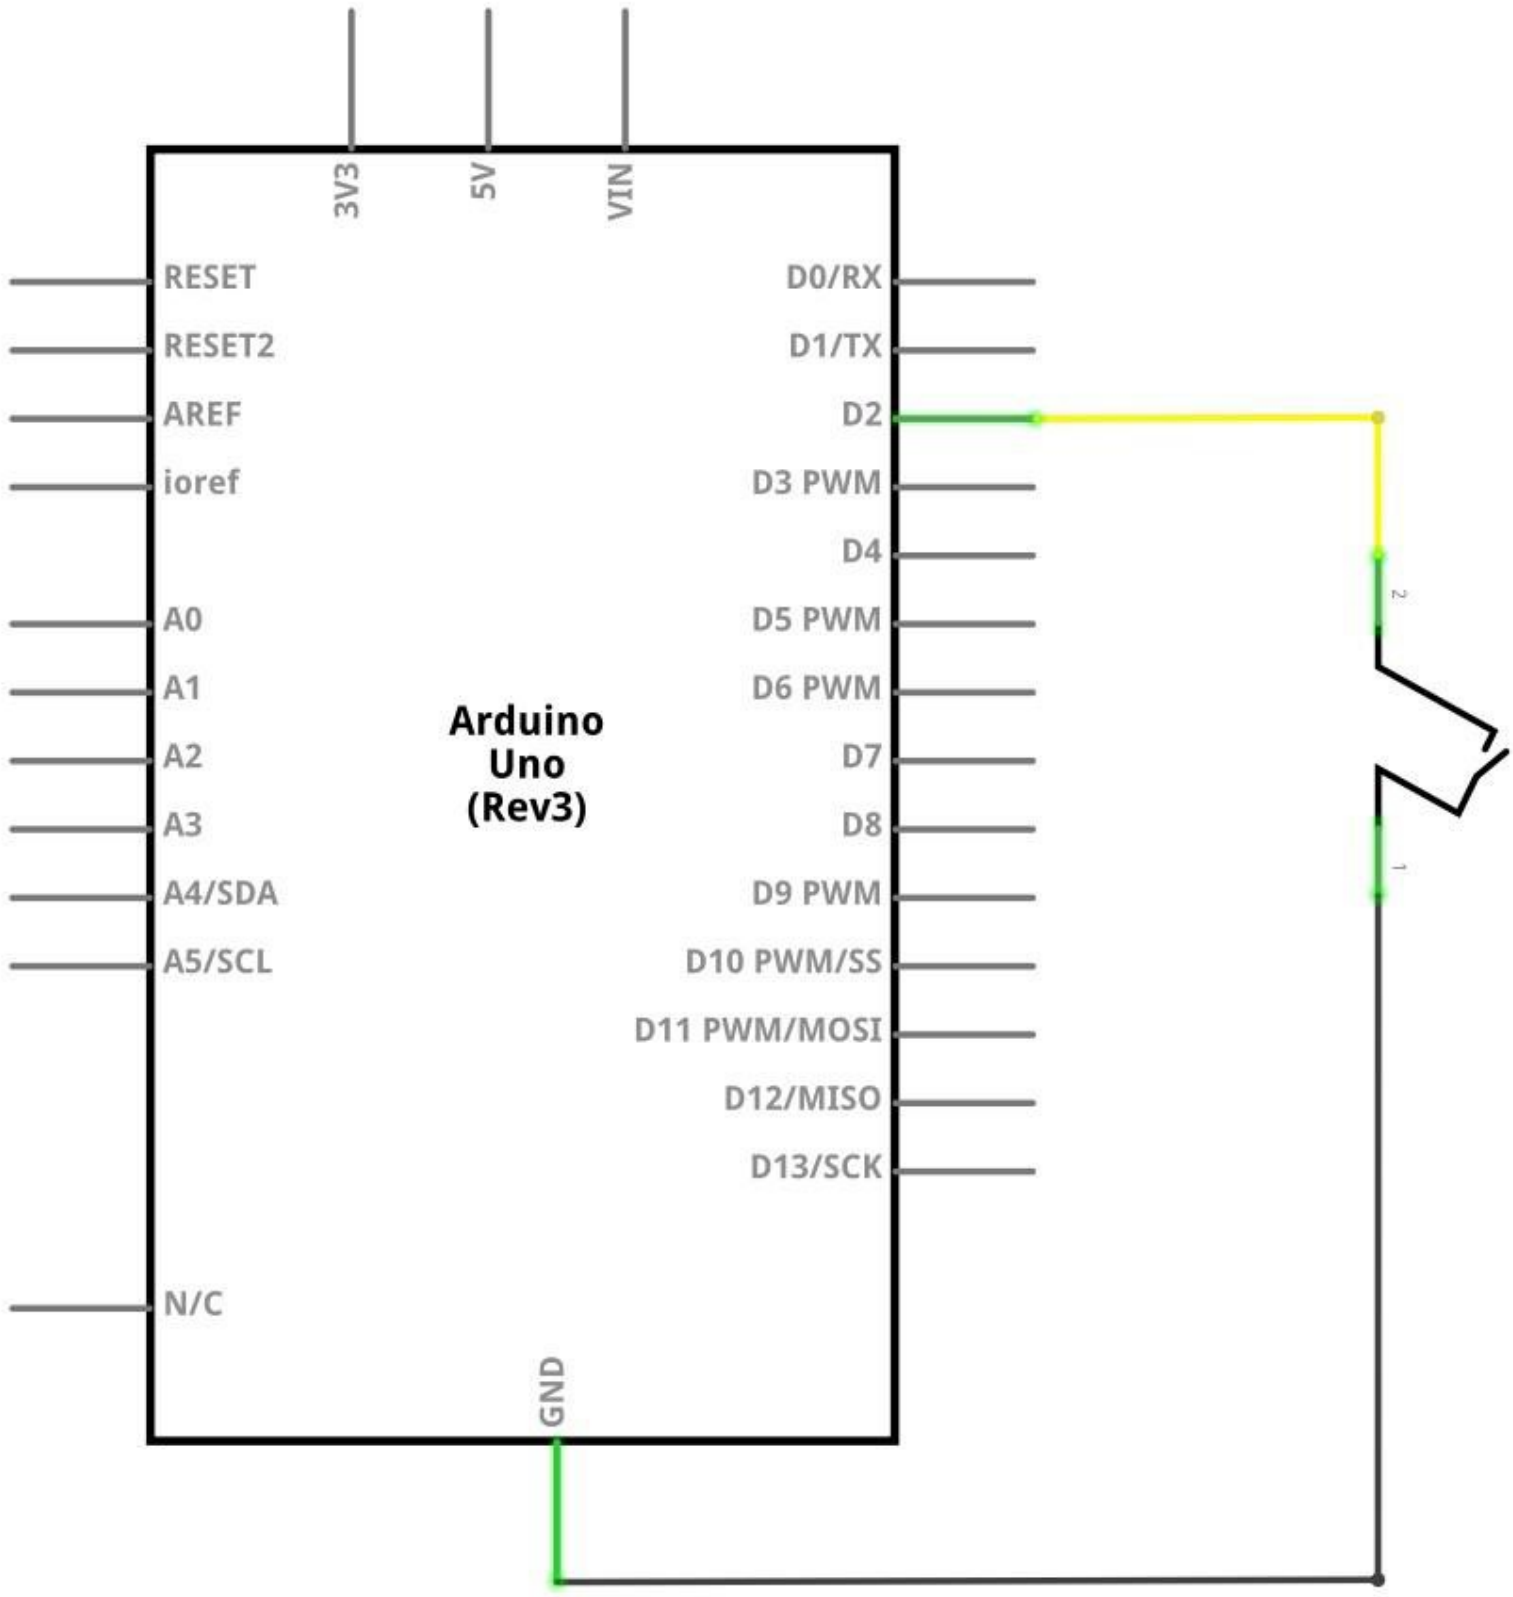 3V3
5V
VIN
RESET
RESET2
AREF
ioref
A0
A1
A2
A3
A4/SDA
A5/SCL
N/C
Arduino
Uno
(Rev3)
D0/RX
D1/TX
D2
D3 PWM
D4
D5 PWM
D6 PWM
D7
D8
D9 PWM
D10 PWM/SS
D11 PWM/MOSI
D12/MISO
D13/SCK
GND
2
1